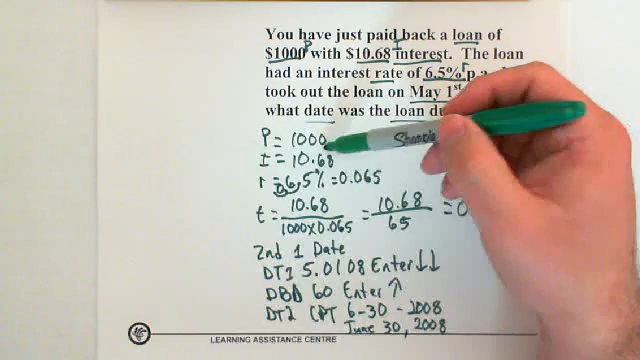 You have just paid back a loan of
$1000 P with $10.68 I interest. The loan
had an interest rate of 6.5% r p a
took out the loan on May 1st
what date was the loan du
P = 1000
I = 10.68
r = 6.5% = 0.065
t = 10.68 / 1000×0.065 = 10.68 / 65 = 0
2nd 1 Date
DT1 5.0108 Enter ↓↓
DBD 60 Enter ↑
DT2 CPT 6-30-2008
June 30, 2008
Sharpie
LEARNING ASSISTANCE CENTRE